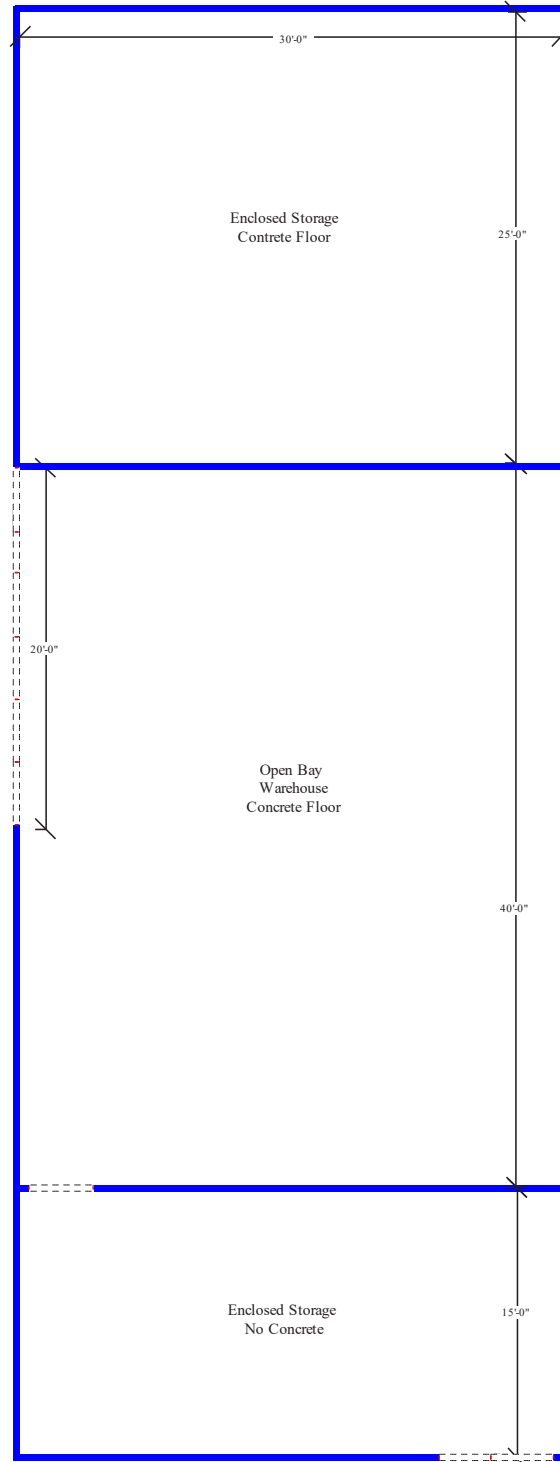 30'-0"
Enclosed Storage
Contrete Floor
25'-0"
20'-0"
Open Bay
Warehouse
Concrete Floor
40'-0"
Enclosed Storage
No Concrete
15'-0"